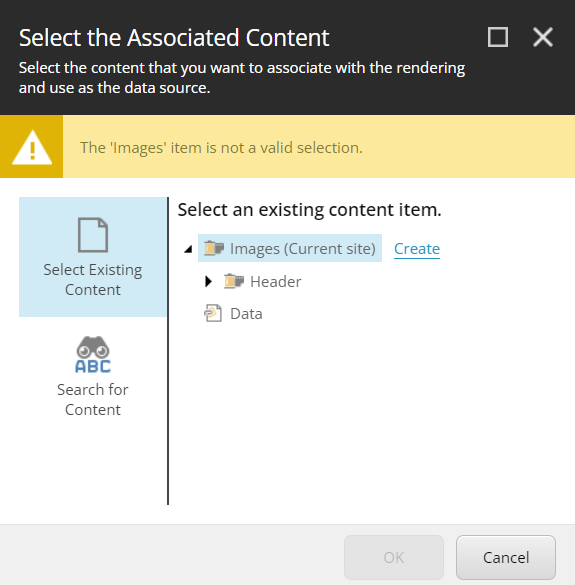 Select the Associated Content
Select the content that you want to associate with the rendering
and use as the data source.
The 'Images' item is not a valid selection.
Select Existing
Content
ABC
Search for
Content
Select an existing content item.
Images (Current site) Create
Header
Data
OK
Cancel